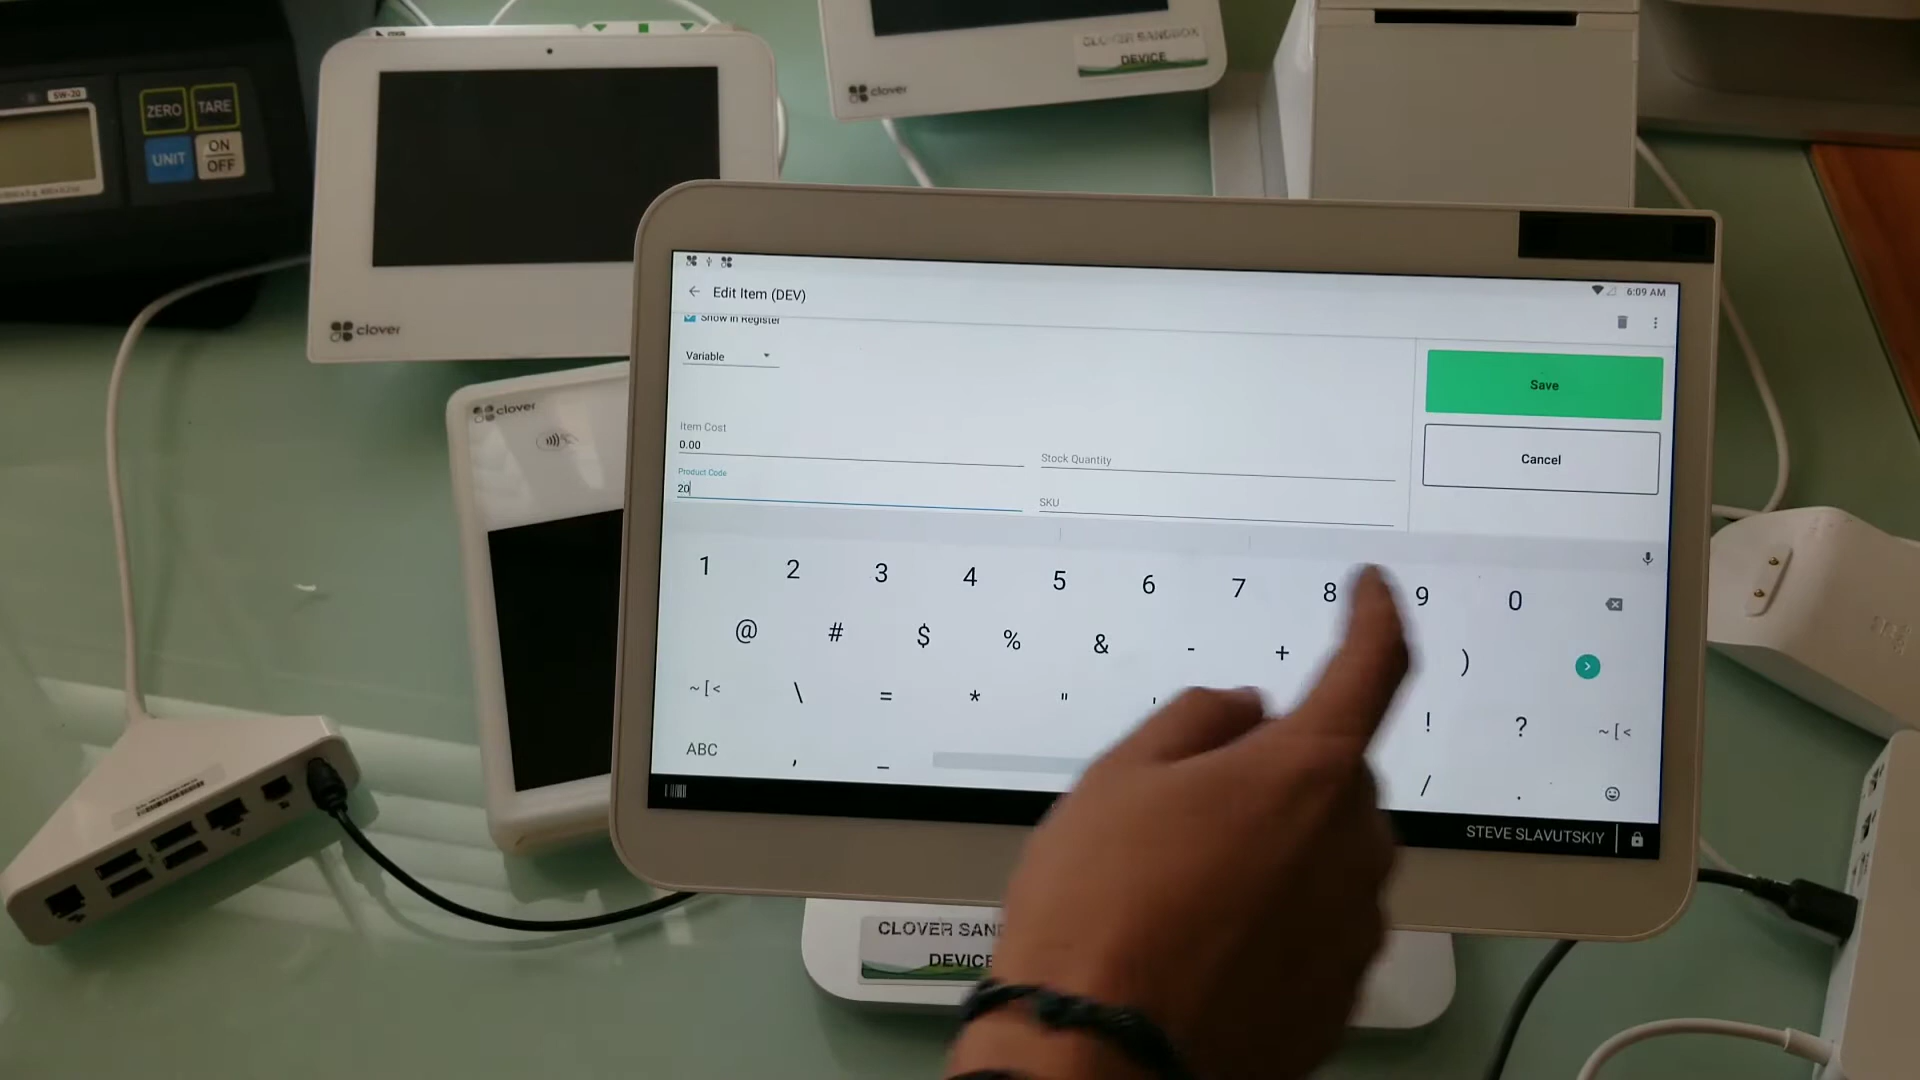 SW-20
ZERO
TARE
UNIT
ON
OFF
clover
CLOVER SANDBOX
DEVICE
clover
clover
6:09 AM
Edit Item (DEV)
Show in Register
Variable
Save
Item Cost
0.00
Stock Quantity
Cancel
Product Code
20
SKU
1 2 3 4 5 6 7 8 9 0
@ # $ % & - + )
~[< \ = * " ' ! ? ~[<
ABC , _ / .
STEVE SLAVUTSKIY
CLOVER SAN
DEVICE